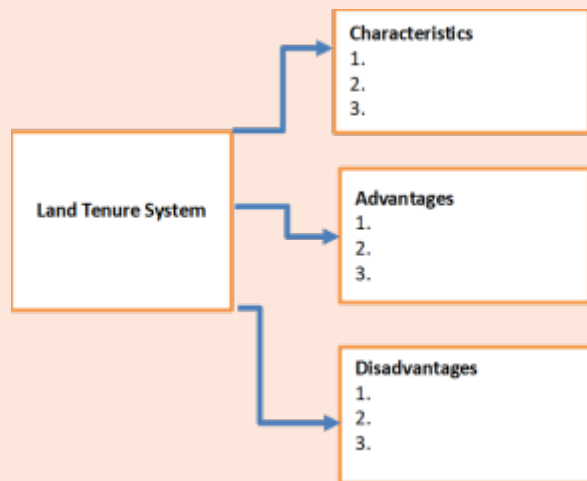 Land Tenure System
Characteristics
1.
2.
3.
Advantages
1.
2.
3.
Disadvantages
1.
2.
3.